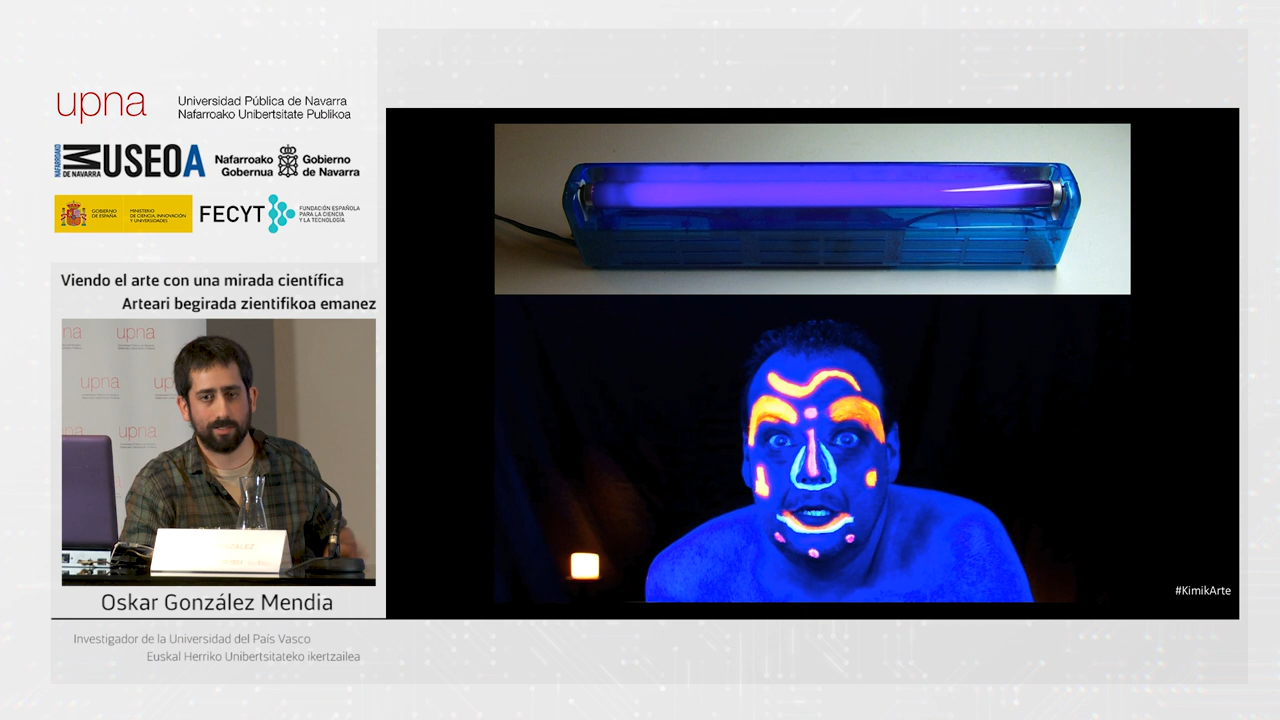 upna
Universidad Pública de Navarra
Nafarroako Unibertsitate Publikoa
NAFARROAKO MUSEOA
DE NAVARRA
Nafarroako Gobernua
Gobierno de Navarra
GOBIERNO DE ESPAÑA
MINISTERIO DE CIENCIA, INNOVACIÓN Y UNIVERSIDADES
FECYT
FUNDACIÓN ESPAÑOLA
PARA LA CIENCIA
Y LA TECNOLOGÍA
Viendo el arte con una mirada científica
Arteari begirada zientifikoa emanez
upna
upna
upna
#KimikArte
Oskar González Mendia
Investigador de la Universidad del País Vasco
Euskal Herriko Unibertsitateko ikertzailea